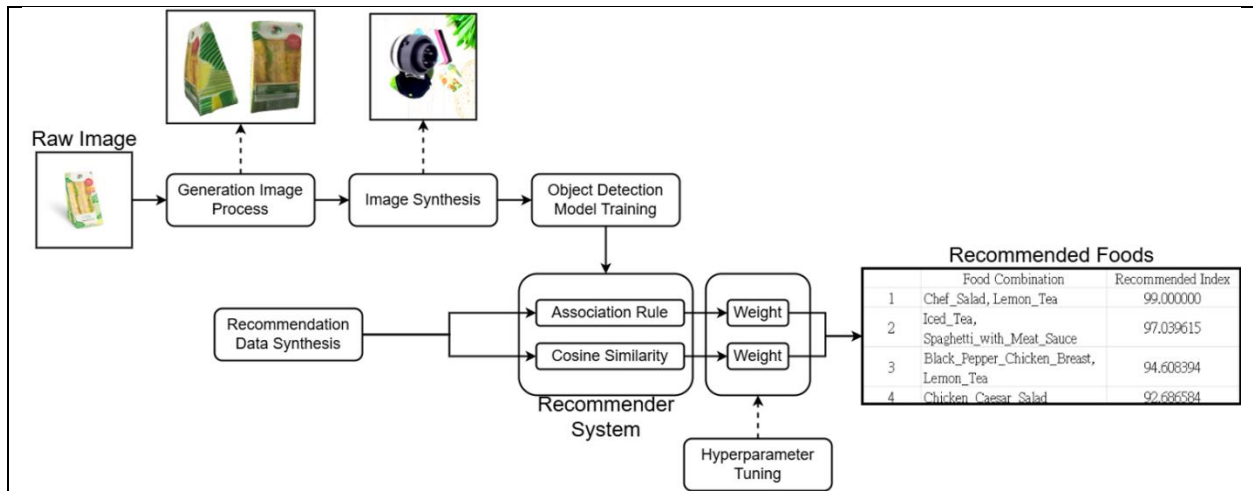 Raw Image
Generation Image
Process
Image Synthesis
Object Detection
Model Training
Recommendation
Data Synthesis
Association Rule
Cosine Similarity
Recommender
System
Weight
Weight
Hyperparameter
Tuning
Recommended Foods
Food Combination Recommended Index
1 Chef_Salad, Lemon_Tea 99.000000
2 Iced_Tea,
Spaghetti_with_Meat_Sauce 97.039615
3 Black_Pepper_Chicken_Breast,
Lemon_Tea 94.608394
4 Chicken_Caesar_Salad 92.686584